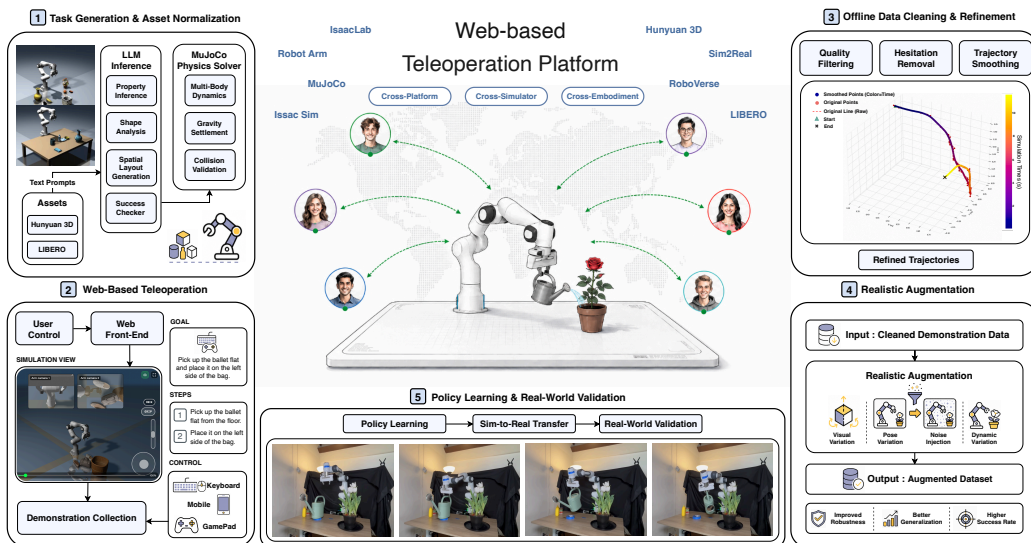 1 Task Generation & Asset Normalization
LLM
Inference
MuJoCo
Physics Solver
Property
Inference
Shape
Analysis
Spatial
Layout
Generation
Success
Checker
Multi-Body
Dynamics
Gravity
Settlement
Collision
Validation
Text Prompts
Assets
Hunyuan 3D
LIBERO
2 Web-Based Teleoperation
User
Control
Web
Front-End
SIMULATION VIEW
GOAL
Pick up the ballet flat
and place it on the left
side of the bag.
STEPS
1 Pick up the ballet
flat from the floor.
2 Place it on the left
side of the bag.
CONTROL
Keyboard
Mobile
GamePad
Demonstration Collection
Web-based
Teleoperation Platform
IsaacLab
Robot Arm
MuJoCo
Issac Sim
Hunyuan 3D
Sim2Real
RoboVerse
LIBERO
Cross-Platform
Cross-Simulator
Cross-Embodiment
5 Policy Learning & Real-World Validation
Policy Learning
Sim-to-Real Transfer
Real-World Validation
3 Offline Data Cleaning & Refinement
Quality
Filtering
Hesitation
Removal
Trajectory
Smoothing
Smoothed Points (Color=Time)
Original Points
Original Line (Raw)
Start
End
Simulation Times (s)
Refined Trajectories
4 Realistic Augmentation
Input : Cleaned Demonstration Data
Realistic Augmentation
Visual
Variation
Pose
Variation
Noise
Injection
Dynamic
Variation
Output : Augmented Dataset
Improved
Robustness
Better
Generalization
Higher
Success Rate